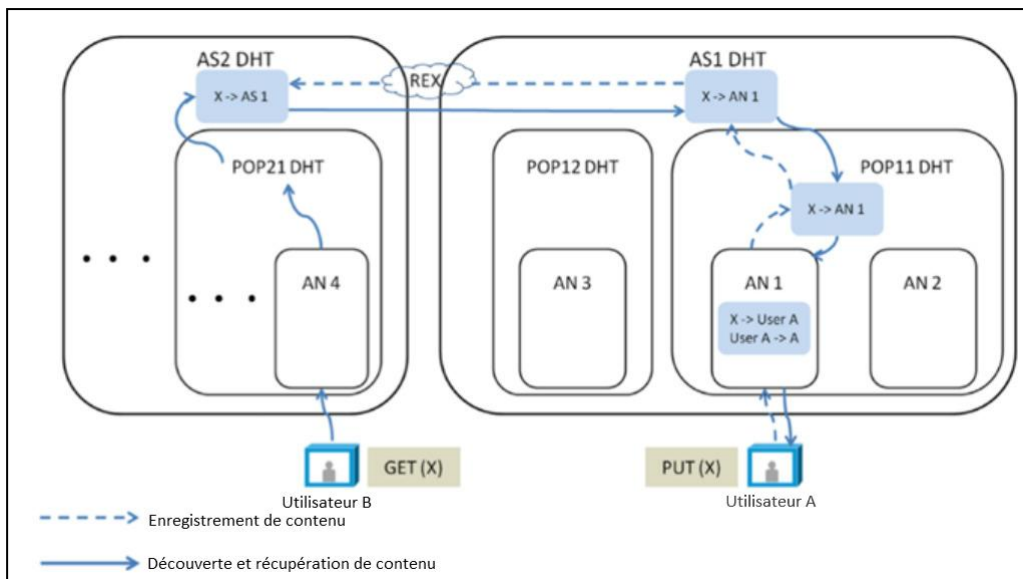 AS2 DHT
AS1 DHT
REX
X -> AS 1
X -> AN 1
POP21 DHT
POP12 DHT
POP11 DHT
X -> AN 1
• • •
• • •
AN 4
AN 3
AN 1
AN 2
X -> User A
User A -> A
GET (X)
PUT (X)
Utilisateur B
Utilisateur A
Enregistrement de contenu
Découverte et récupération de contenu